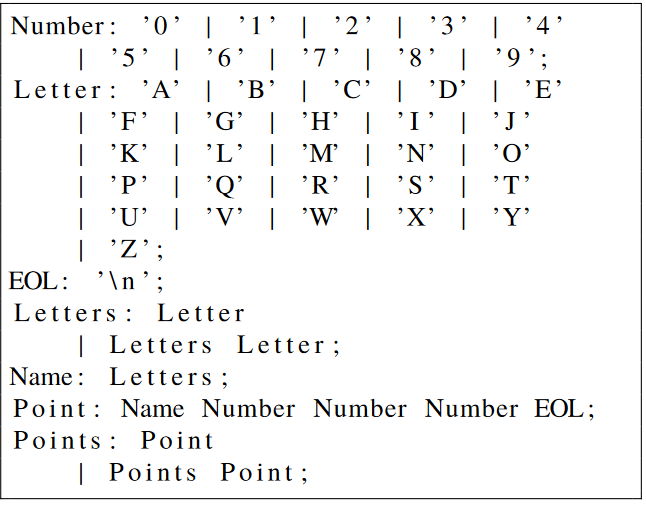 Number: '0' | '1' | '2' | '3' | '4'
| '5' | '6' | '7' | '8' | '9';
Letter: 'A' | 'B' | 'C' | 'D' | 'E'
| 'F' | 'G' | 'H' | 'I' | 'J'
| 'K' | 'L' | 'M' | 'N' | 'O'
| 'P' | 'Q' | 'R' | 'S' | 'T'
| 'U' | 'V' | 'W' | 'X' | 'Y'
| 'Z';
EOL: '\n';
Letters: Letter
| Letters Letter;
Name: Letters;
Point: Name Number Number Number EOL;
Points: Point
| Points Point;